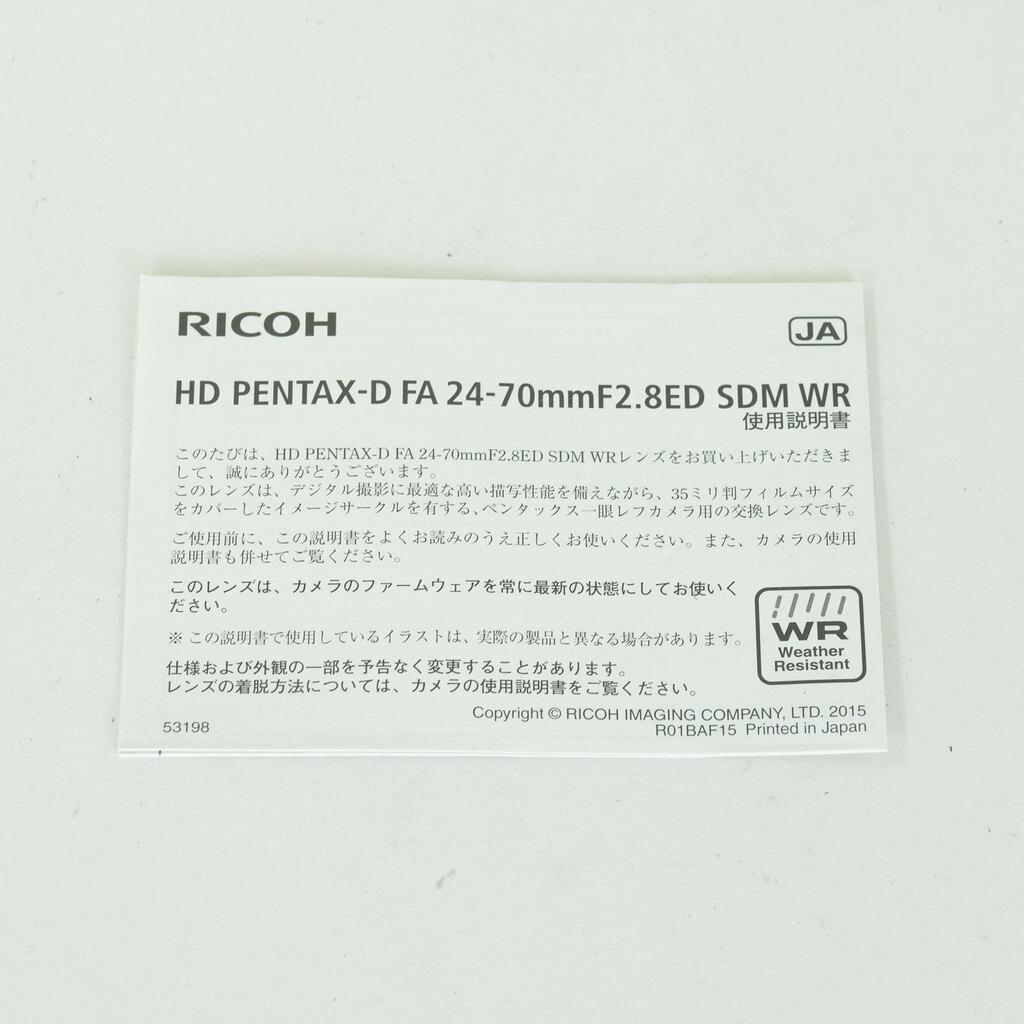 RICOH
JA
HD PENTAX-D FA 24-70mmF2.8ED SDM WR
使用説明書
このたびは、HD PENTAX-D FA 24-70mmF2.8ED SDM WRレンズをお買い上げいただきま
して、誠にありがとうございます。
このレンズは、デジタル撮影に最適な高い描写性能を備えながら、35ミリ判フィルムサイズ
をカバーしたイメージサークルを有する、ペンタックス一眼レフカメラ用の交換レンズです。
ご使用前に、この説明書をよくお読みのうえ正しくお使いください。また、カメラの使用
説明書も併せてご覧ください。
このレンズは、カメラのファームウェアを常に最新の状態にしてお使いく
ださい。
※ この説明書で使用しているイラストは、実際の製品と異なる場合があります。
仕様および外観の一部を予告なく変更することがあります。
レンズの着脱方法については、カメラの使用説明書をご覧ください。
WR
Weather
Resistant
53198
Copyright © RICOH IMAGING COMPANY, LTD. 2015
R01BAF15 Printed in Japan